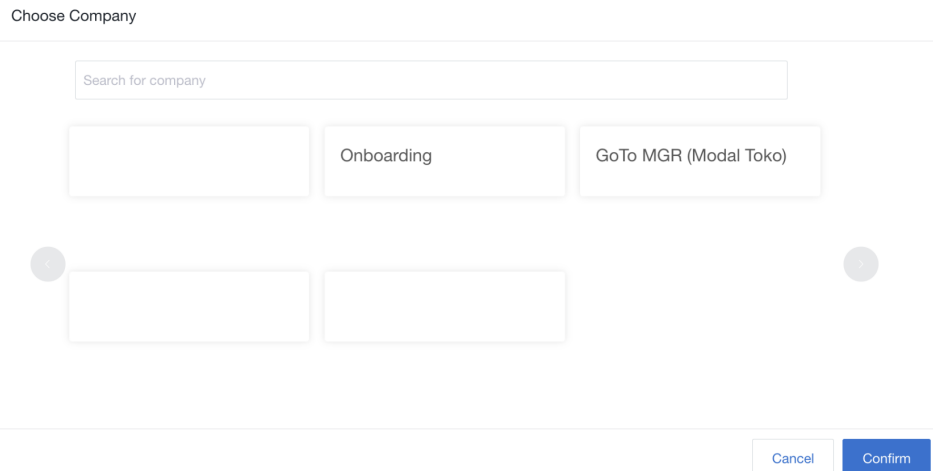 Choose Company
Search for company
Onboarding
GoTo MGR (Modal Toko)
Cancel
Confirm